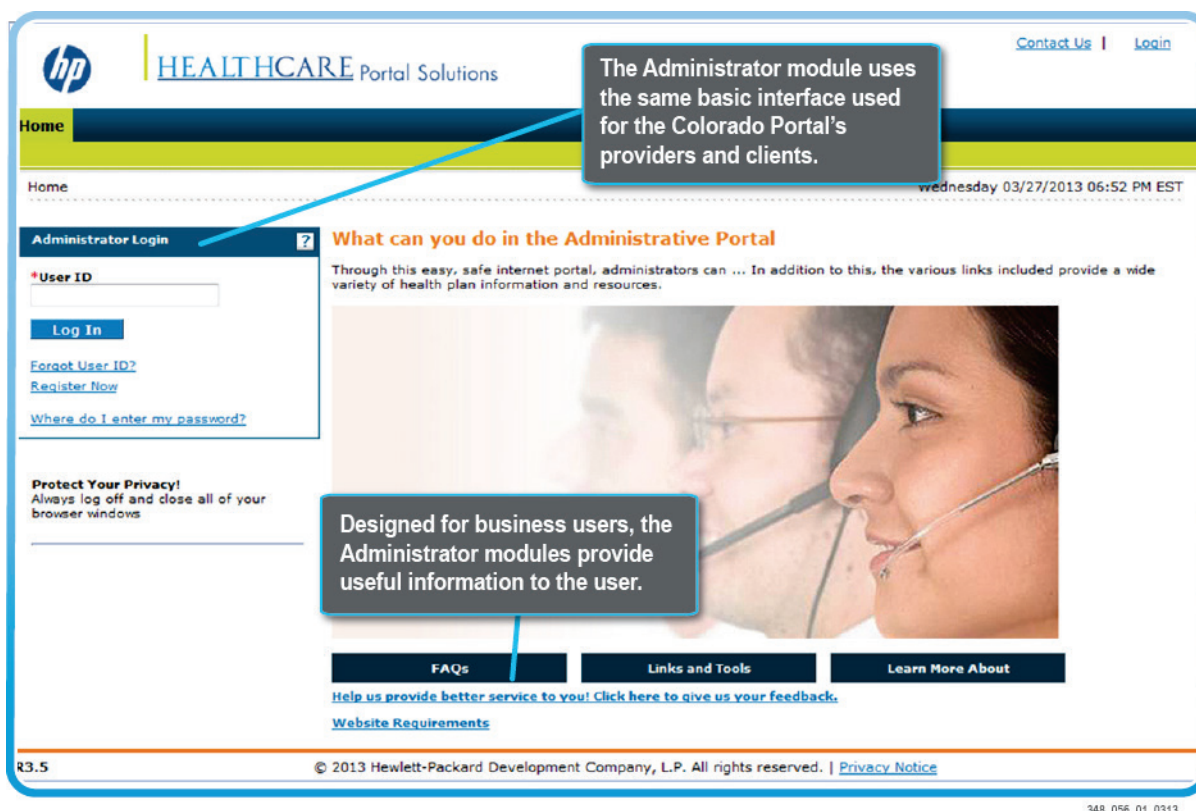 hp
HEALTHCARE Portal Solutions
Contact Us | Login
The Administrator module uses
the same basic interface used
for the Colorado Portal's
providers and clients.
Home
Home
Wednesday 03/27/2013 06:52 PM EST
Administrator Login ?
*User ID
Log In
Forgot User ID?
Register Now
Where do I enter my password?
Protect Your Privacy!
Always log off and close all of your
browser windows
What can you do in the Administrative Portal
Through this easy, safe internet portal, administrators can ... In addition to this, the various links included provide a wide
variety of health plan information and resources.
Designed for business users, the
Administrator modules provide
useful information to the user.
FAQs
Links and Tools
Learn More About
Help us provide better service to you! Click here to give us your feedback.
Website Requirements
R3.5
© 2013 Hewlett-Packard Development Company, L.P. All rights reserved. | Privacy Notice
348_056_01_0313